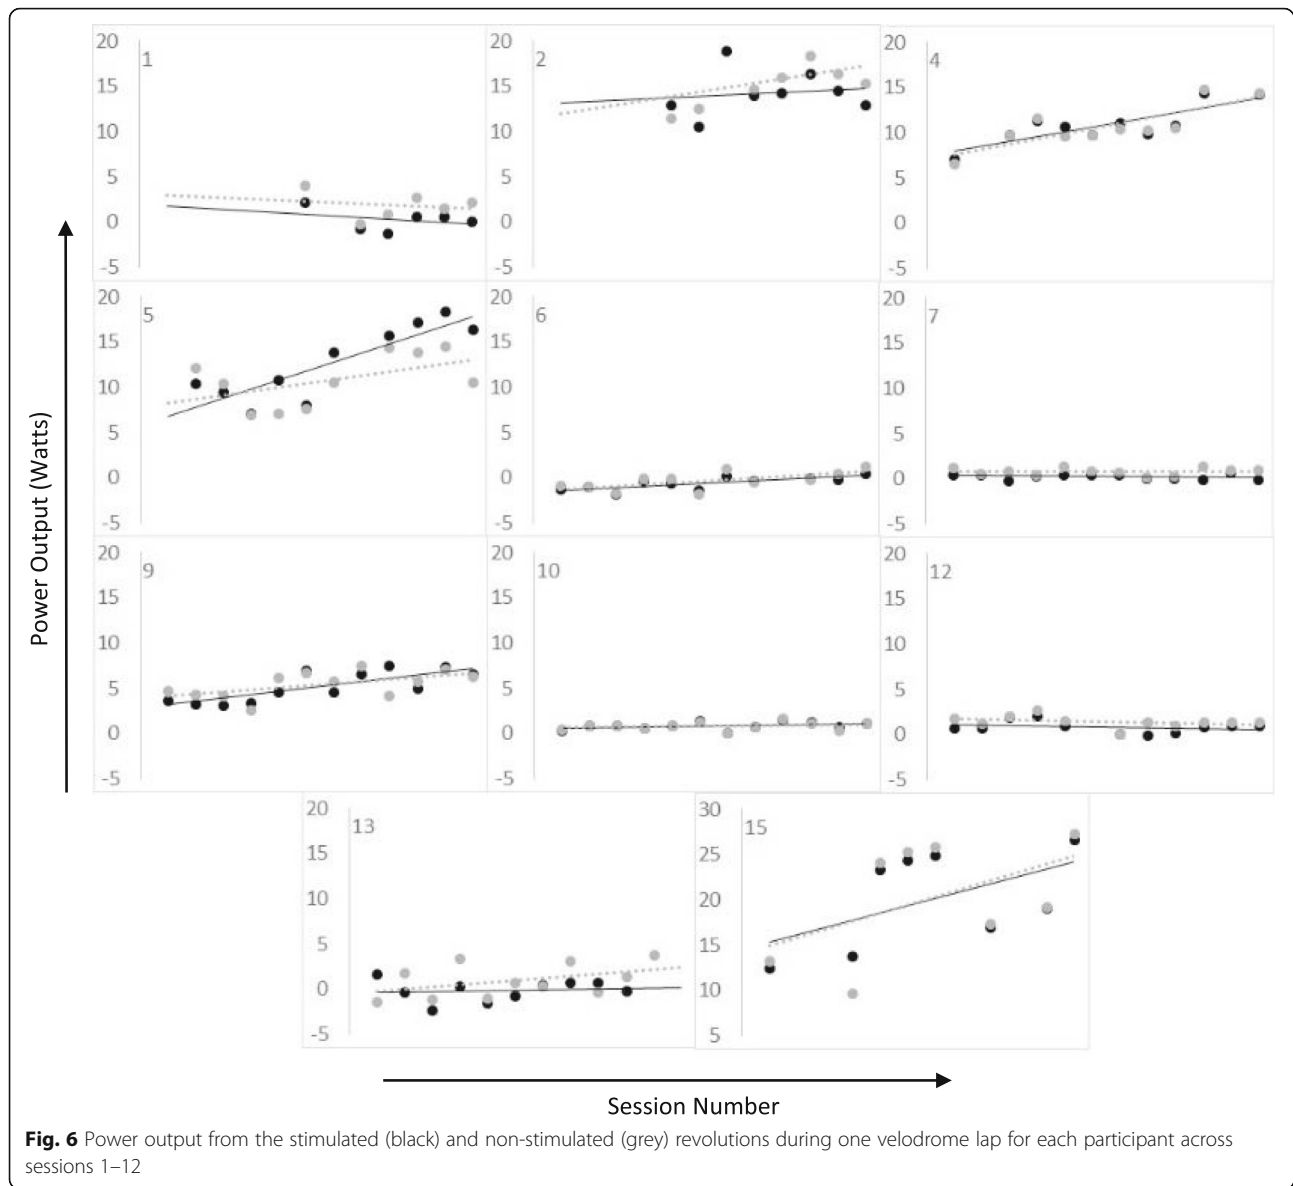 20 20 20
1 2 4
15 15 15
10 10 10
5 5 5
0 0 0
-5 -5 -5
20 20 20
5 6 7
15 15 15
10 10 10
5 5 5
0 0 0
-5 -5 -5
20 20 20
9 10 12
15 15 15
10 10 10
5 5 5
0 0 0
-5 -5 -5
20 30
13 15
15 25
10 20
5 15
0 10
-5 5
Power Output (Watts)
Session Number
Fig. 6 Power output from the stimulated (black) and non-stimulated (grey) revolutions during one velodrome lap for each participant across
sessions 1–12